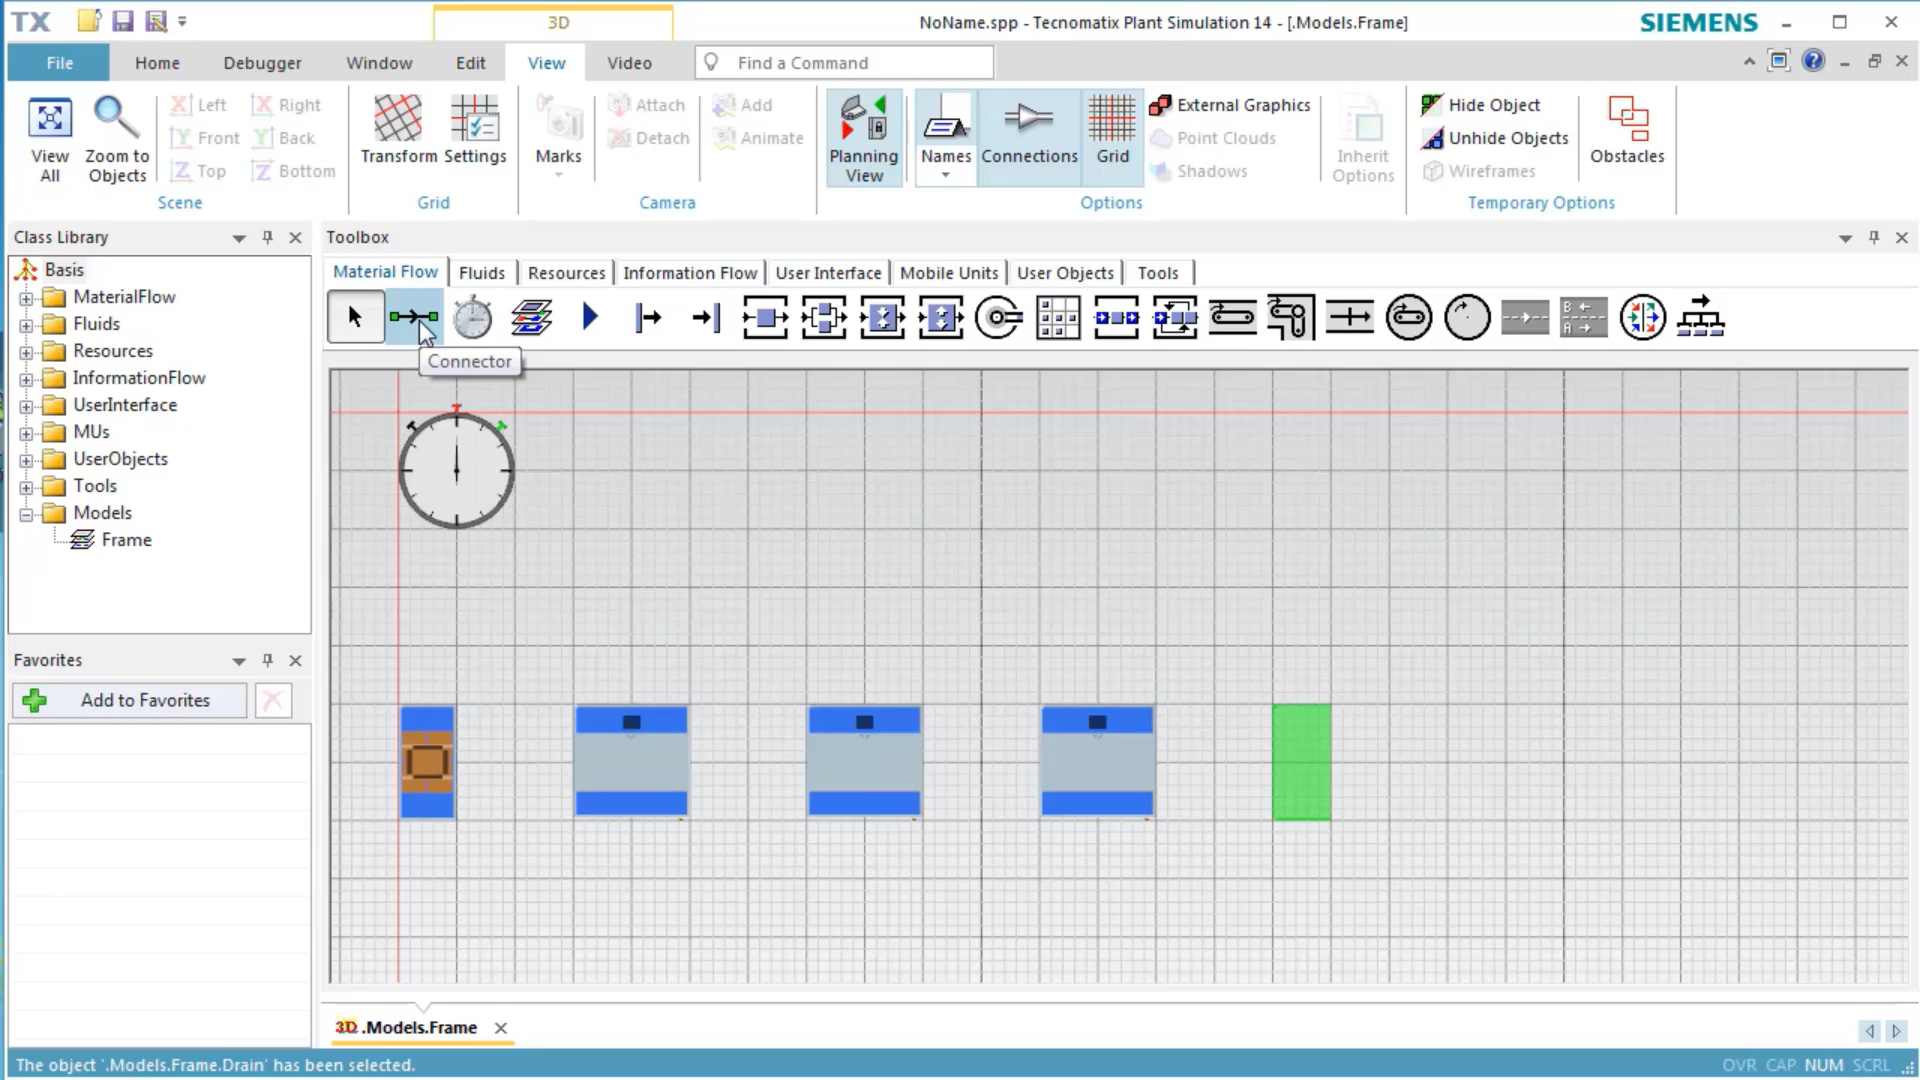 TX
3D
NoName.spp - Tecnomatix Plant Simulation 14 - [.Models.Frame]
SIEMENS
File Home Debugger Window Edit View Video Find a Command
View All
Zoom to Objects
Left Right
Front Back
Top Bottom
Scene
Transform Settings
Grid
Marks
Attach
Detach
Add
Animate
Camera
Planning View
Names
Connections
Grid
External Graphics
Point Clouds
Shadows
Inherit Options
Options
Hide Object
Unhide Objects
Wireframes
Obstacles
Temporary Options
Class Library
Basis
MaterialFlow
Fluids
Resources
InformationFlow
UserInterface
MUs
UserObjects
Tools
Models
Frame
Favorites
Add to Favorites
Toolbox
Material Flow Fluids Resources Information Flow User Interface Mobile Units User Objects Tools
B
A
Connector
3D .Models.Frame
The object '.Models.Frame.Drain' has been selected.
OVR CAP NUM SCRL